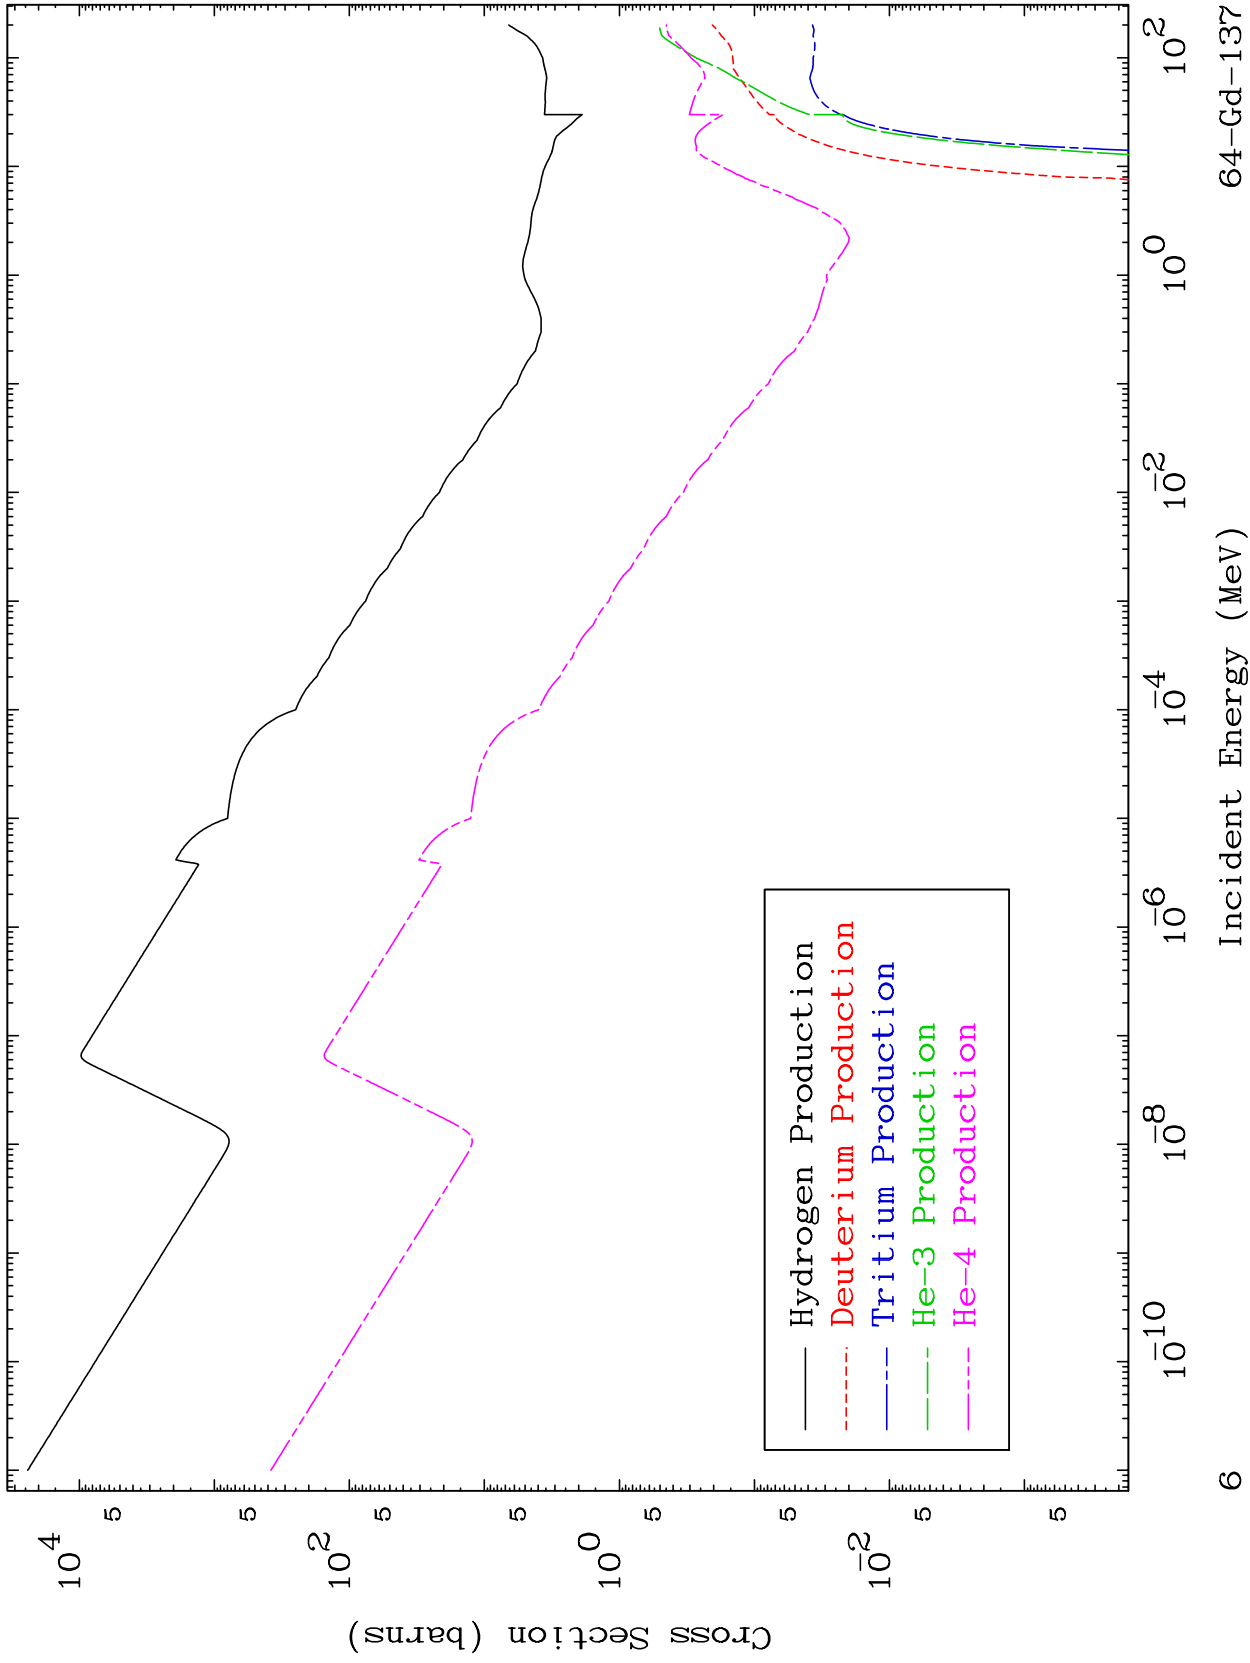 Cross Section (barns)
10^4
5
5
10^2
5
5
10^0
5
5
10^-2
5
5
Hydrogen Production
Deuterium Production
Tritium Production
He-3 Production
He-4 Production
10^-10
10^-8
10^-6
10^-4
10^-2
10^0
10^2
6
Incident Energy (MeV)
64-Gd-137